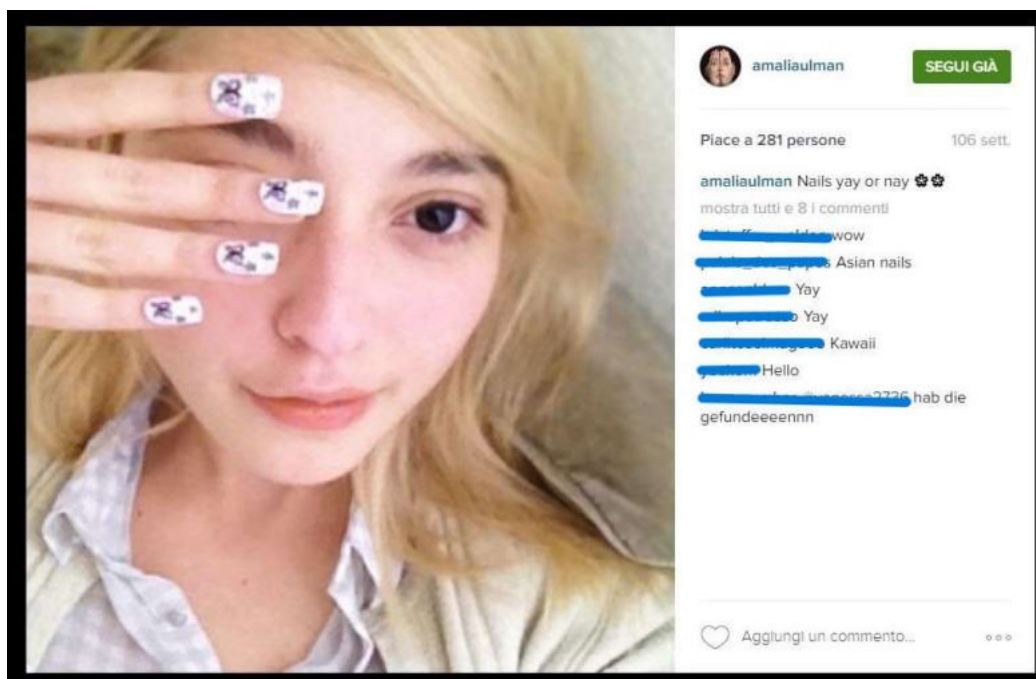 amaliaulman
SEGUI GIÀ
Piace a 281 persone
106 sett.
amaliaulman Nails yay or nay
mostra tutti e 8 i commenti
wow
Asian nails
Yay
Yay
Kawaii
Hello
hab die
gefundeeeennn
Aggiungi un commento...